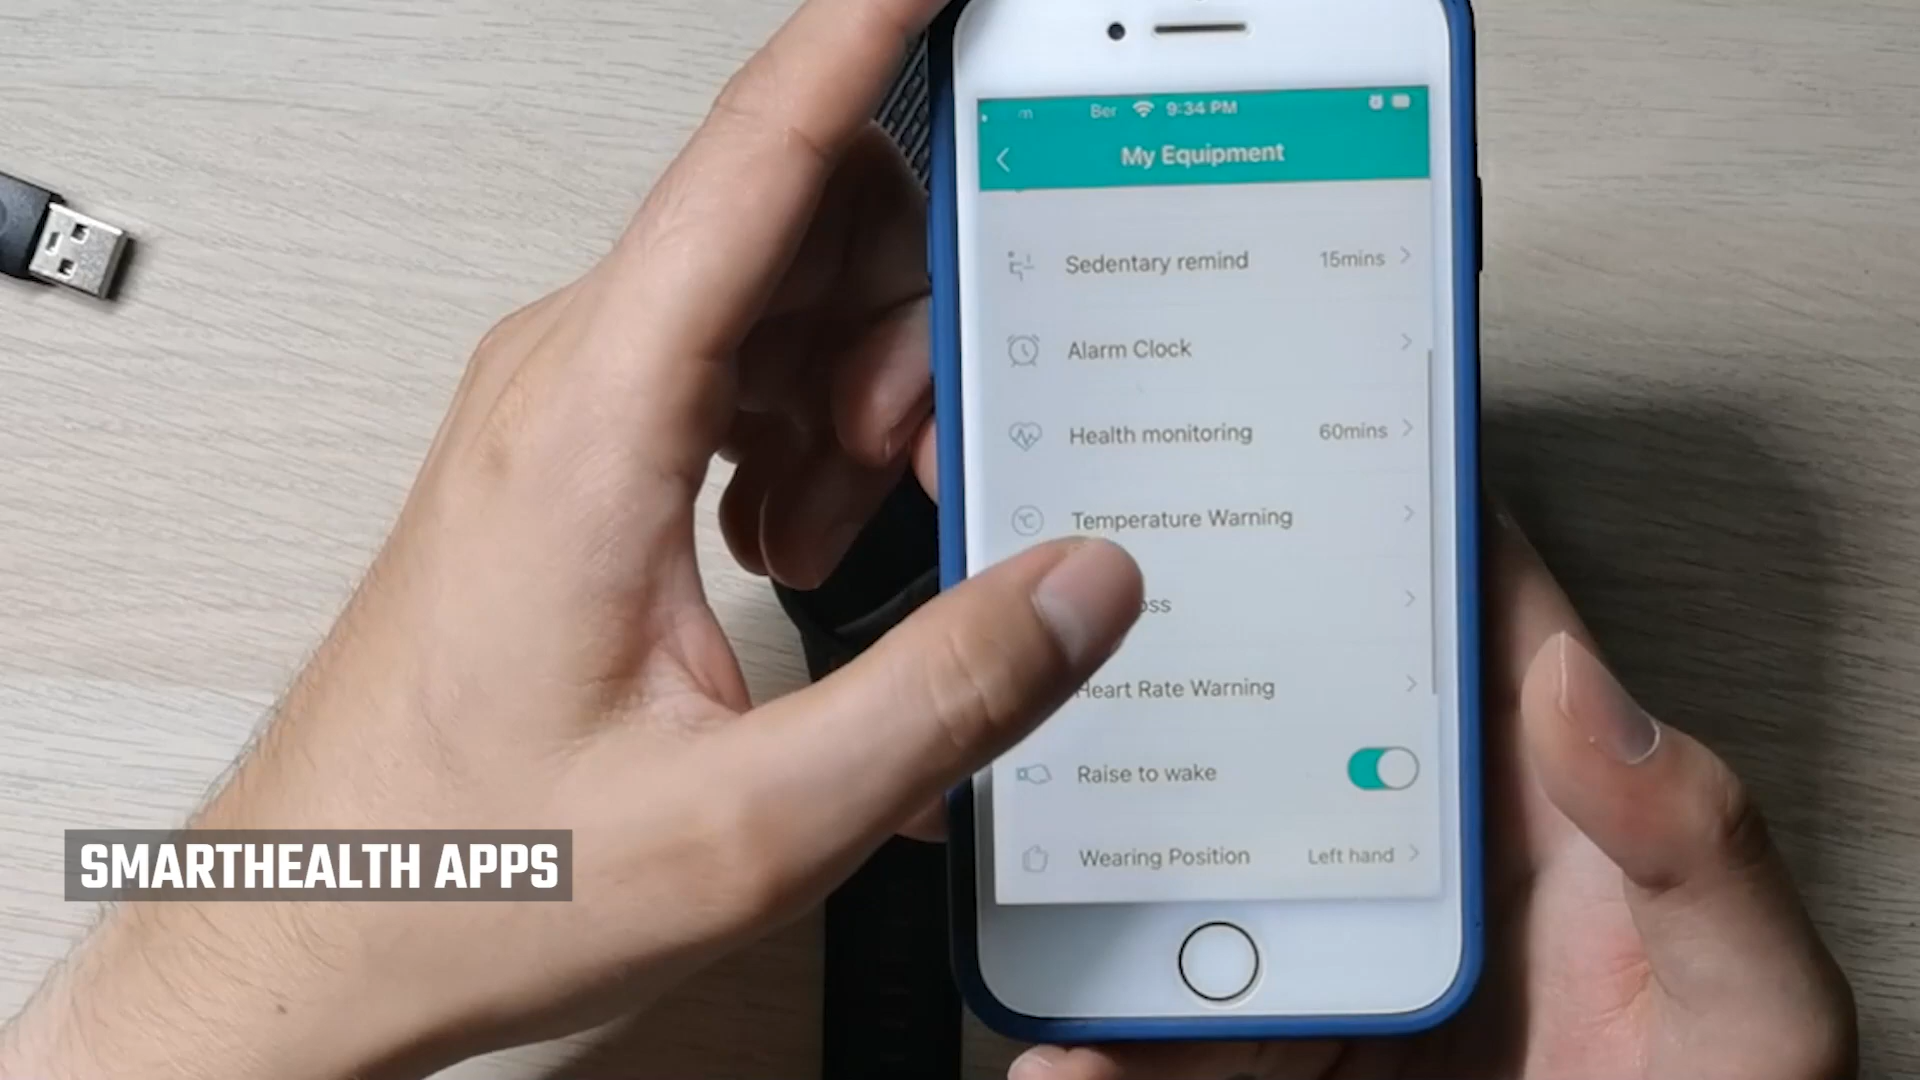 Ber 9:34 PM
My Equipment
Sedentary remind 15mins
Alarm Clock
Health monitoring 60mins
Temperature Warning
Heart Rate Warning
Raise to wake
Wearing Position Left hand
SMARTHEALTH APPS